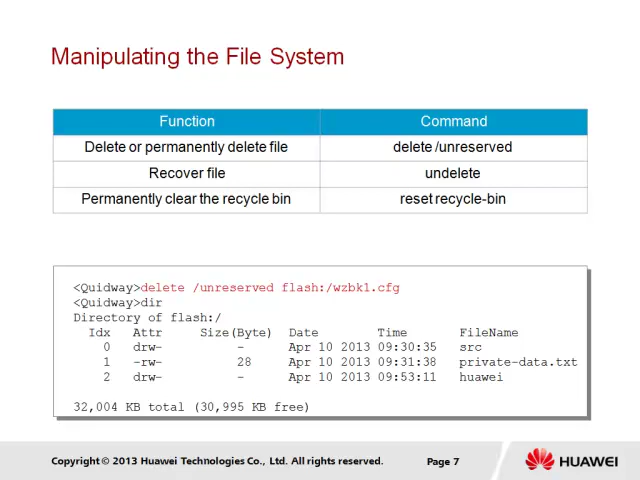 Manipulating the File System
Function Command
Delete or permanently delete file delete /unreserved
Recover file undelete
Permanently clear the recycle bin reset recycle-bin
<Quidway>delete /unreserved flash:/wzbk1.cfg
<Quidway>dir
Directory of flash:/
Idx Attr Size(Byte) Date Time FileName
0 drw- - Apr 10 2013 09:30:35 src
1 -rw- 28 Apr 10 2013 09:31:38 private-data.txt
2 drw- - Apr 10 2013 09:53:11 huawei
32,004 KB total (30,995 KB free)
Copyright © 2013 Huawei Technologies Co., Ltd. All rights reserved. Page 7 HUAWEI